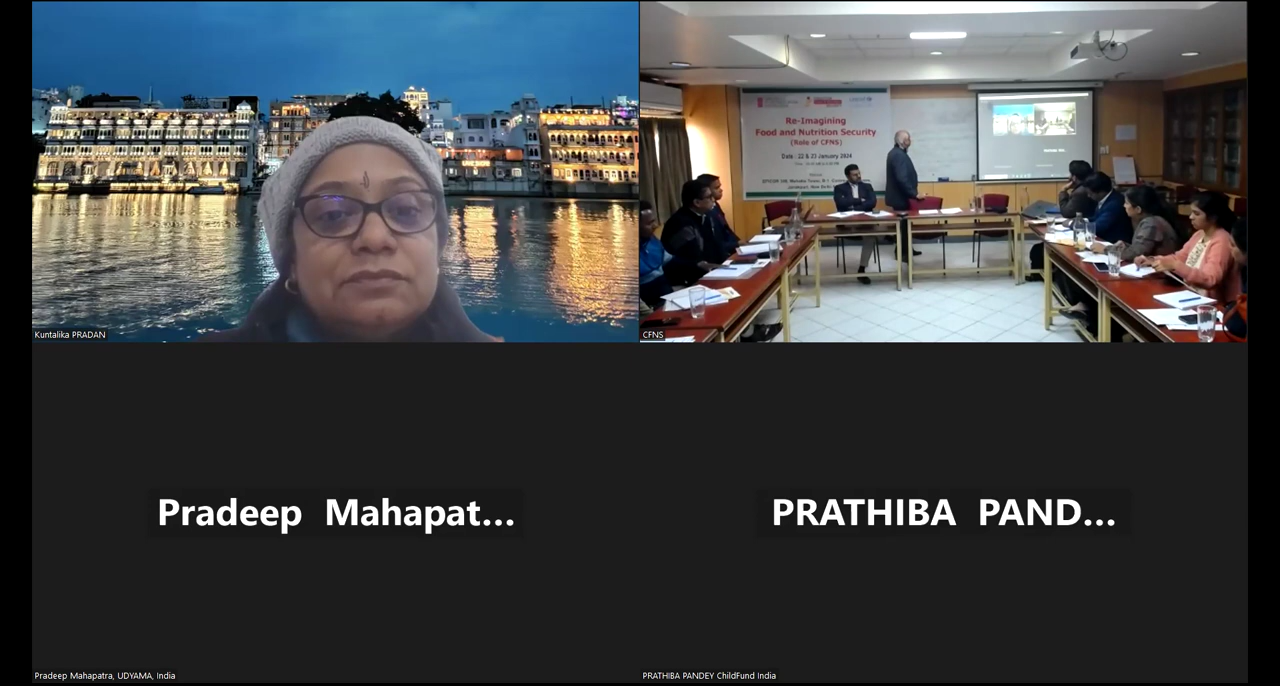 Kuntalika PRADAN
Re-Imagining
Food and Nutrition Security
(Role of CFNS)
Date : 22 & 23 January 2024
CFNS
Pradeep Mahapat...
PRATHIBA PAND...
Pradeep Mahapatra, UDYAMA, India
PRATHIBA PANDEY ChildFund India